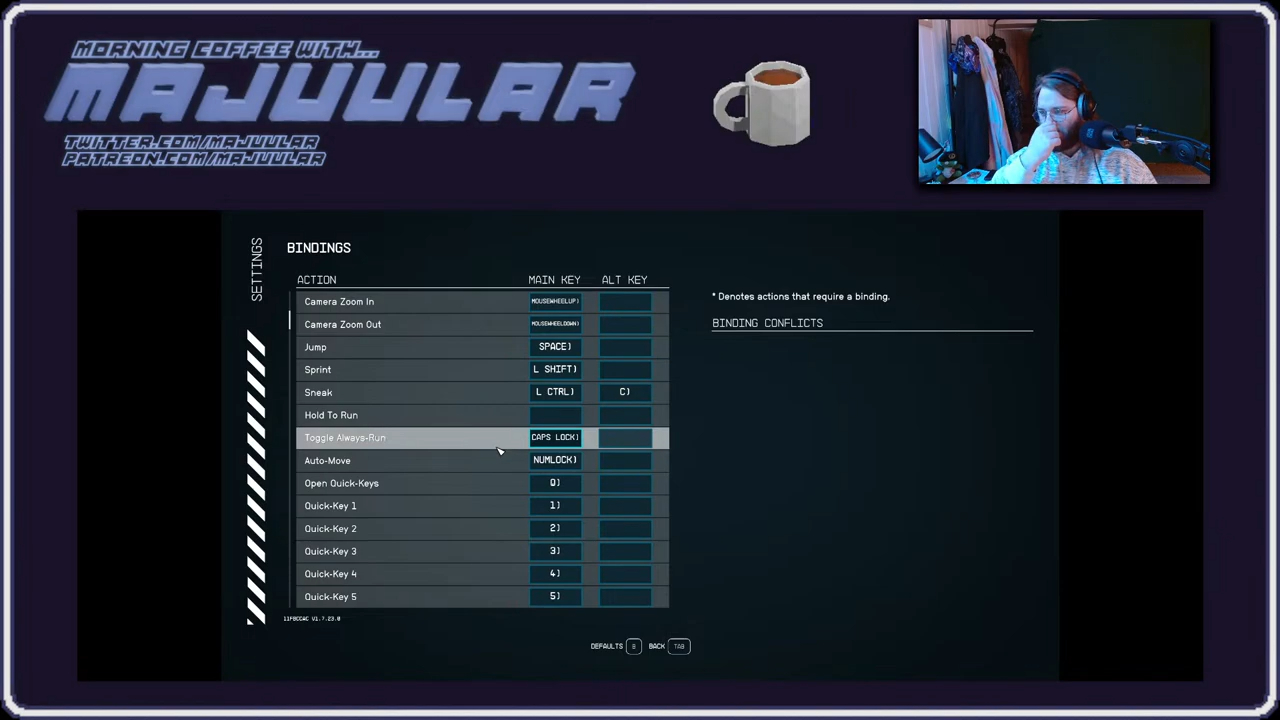 MORNING COFFEE WITH...
MAJUULAR
TWITTER.COM/MAJUULAR
PATREON.COM/MAJUULAR
SETTINGS
BINDINGS
ACTION MAIN KEY ALT KEY
Camera Zoom In MOUSEWHEELUP)
Camera Zoom Out MOUSEWHEELDOWN)
Jump SPACE)
Sprint L SHIFT)
Sneak L CTRL) C)
Hold To Run
Toggle Always-Run CAPS LOCK)
Auto-Move NUMLOCK)
Open Quick-Keys Q)
Quick-Key 1 1)
Quick-Key 2 2)
Quick-Key 3 3)
Quick-Key 4 4)
Quick-Key 5 5)
* Denotes actions that require a binding.
BINDING CONFLICTS
V1.7.23.0
DEFAULTS B BACK TAB